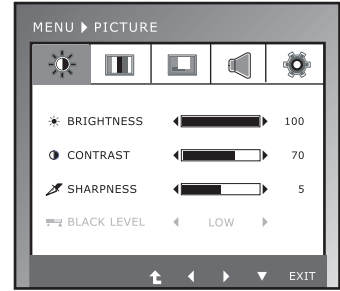 MENU PICTURE
BRIGHTNESS 100
CONTRAST 70
SHARPNESS 5
BLACK LEVEL LOW
EXIT